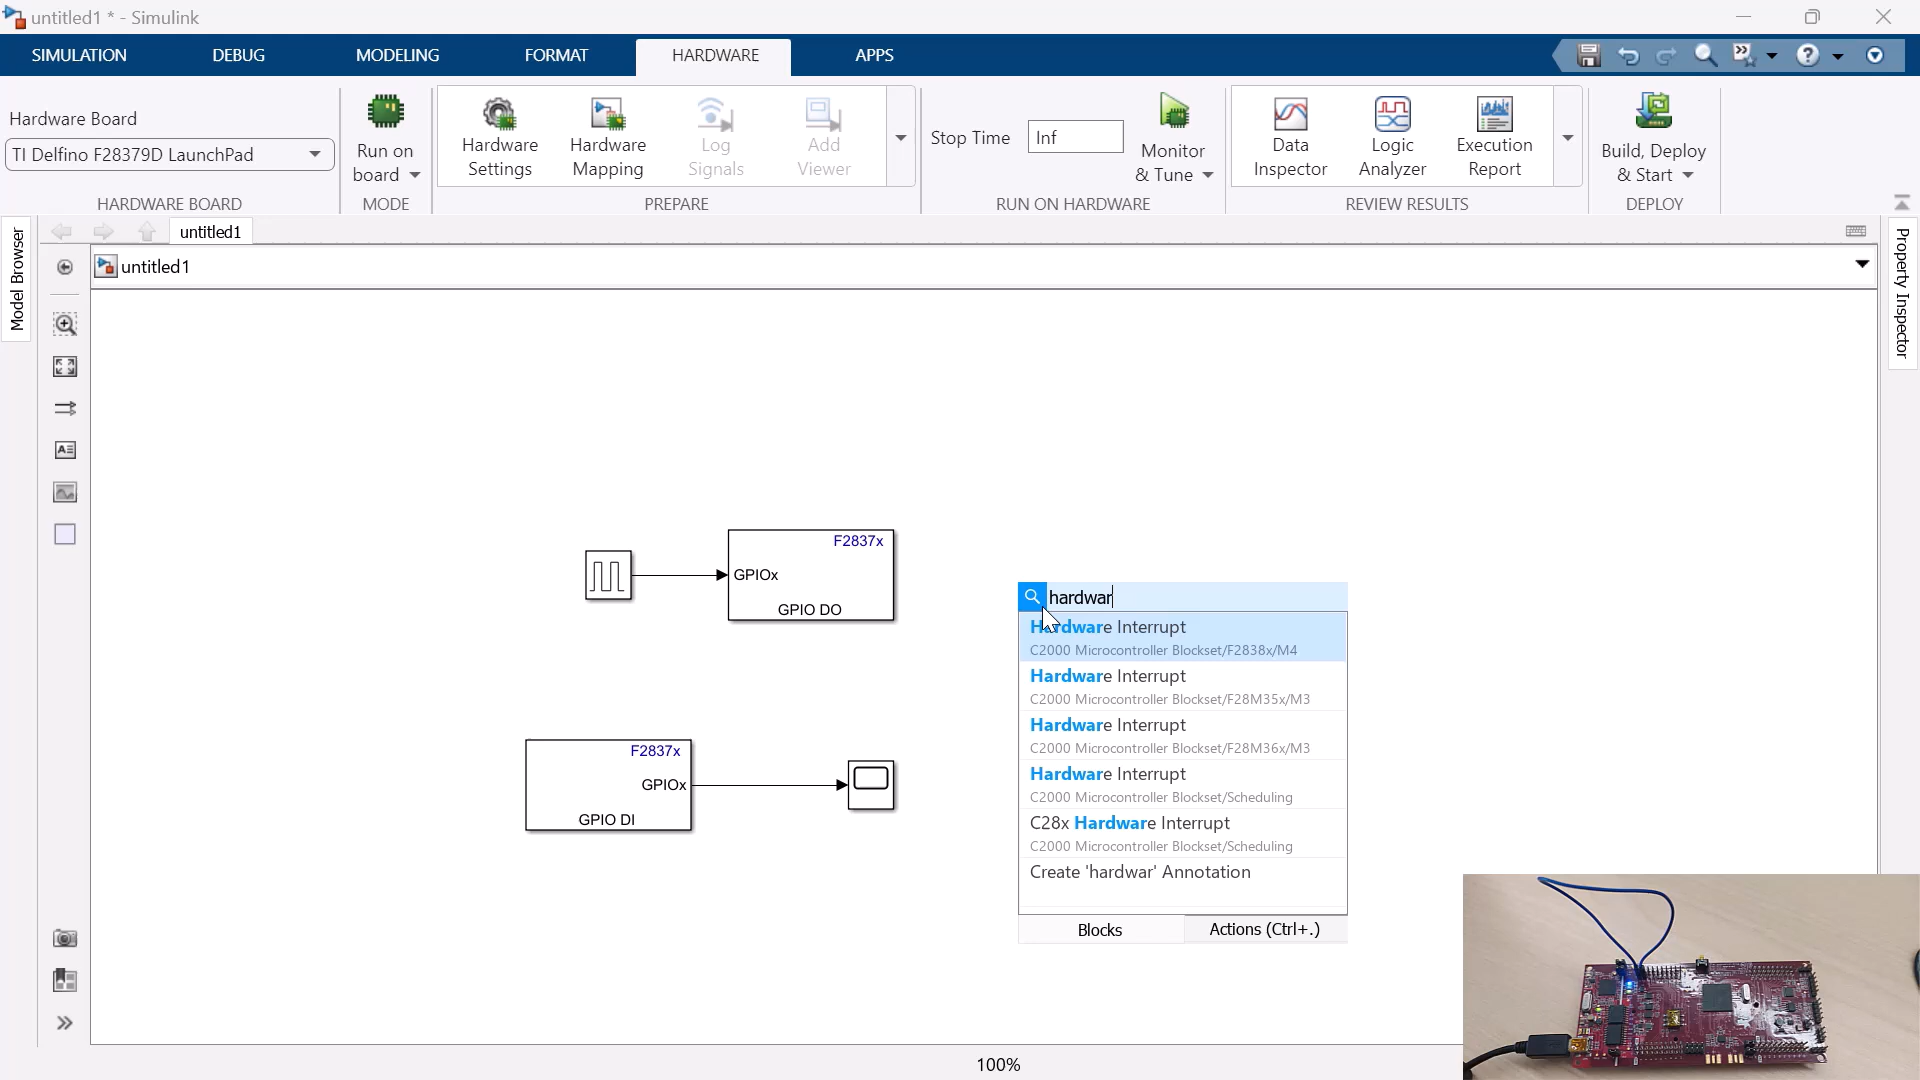 untitled1 * - Simulink
SIMULATION
DEBUG
MODELING
FORMAT
HARDWARE
APPS
Hardware Board
TI Delfino F28379D LaunchPad
HARDWARE BOARD
Run on
board
MODE
Hardware
Settings
Hardware
Mapping
Log
Signals
Add
Viewer
PREPARE
Stop Time
Inf
Monitor
& Tune
RUN ON HARDWARE
Data
Inspector
Logic
Analyzer
Execution
Report
REVIEW RESULTS
Build, Deploy
& Start
DEPLOY
Model Browser
untitled1
untitled1
Property Inspector
F2837x
GPIOx
GPIO DO
F2837x
GPIOx
GPIO DI
hardwar
Hardware Interrupt
C2000 Microcontroller Blockset/F2838x/M4
Hardware Interrupt
C2000 Microcontroller Blockset/F28M35x/M3
Hardware Interrupt
C2000 Microcontroller Blockset/F28M36x/M3
Hardware Interrupt
C2000 Microcontroller Blockset/Scheduling
C28x Hardware Interrupt
C2000 Microcontroller Blockset/Scheduling
Create 'hardwar' Annotation
Blocks
Actions (Ctrl+.)
100%